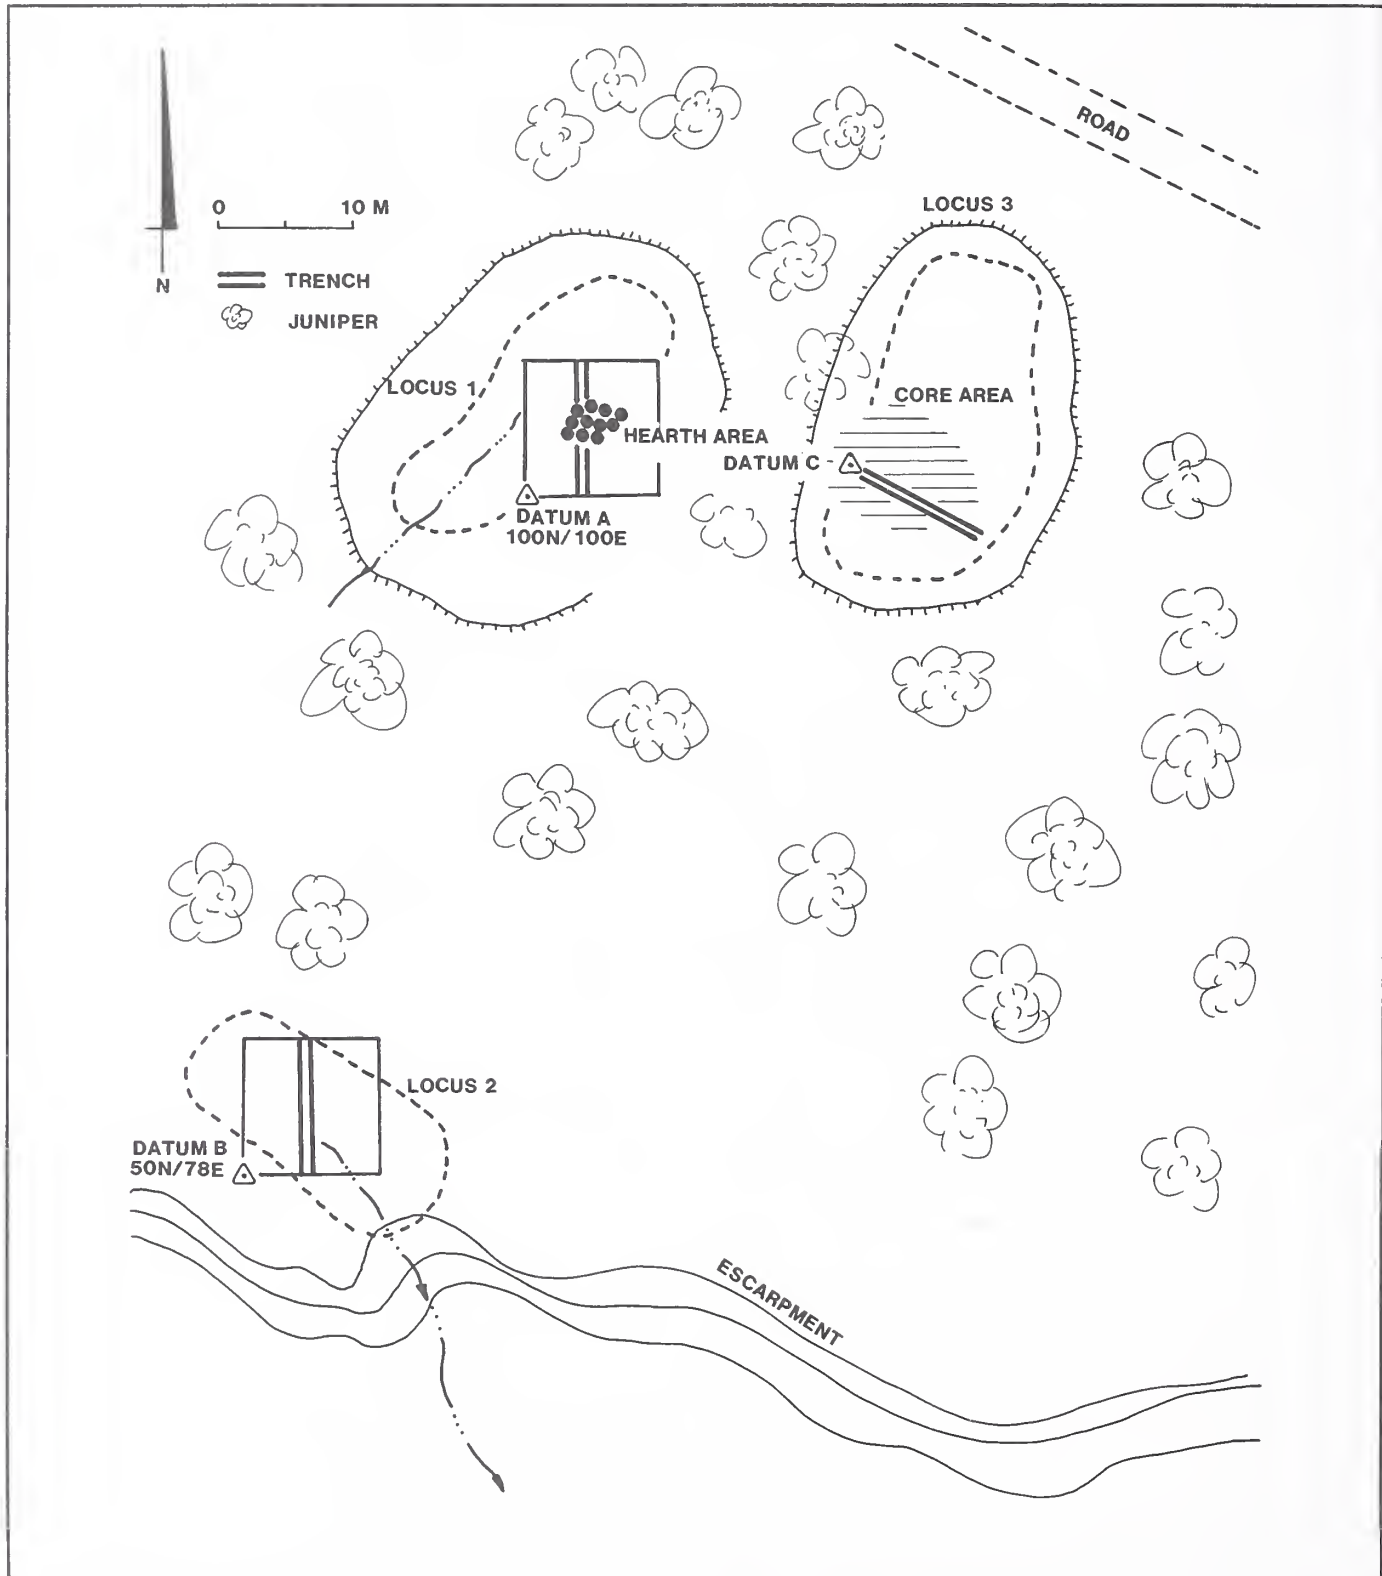 ROAD
LOCUS 3
0 10 M
N
TRENCH
JUNIPER
LOCUS 1
CORE AREA
HEARTH AREA
DATUM C
DATUM A
100N/100E
LOCUS 2
DATUM B
50N/78E
ESCARPMENT